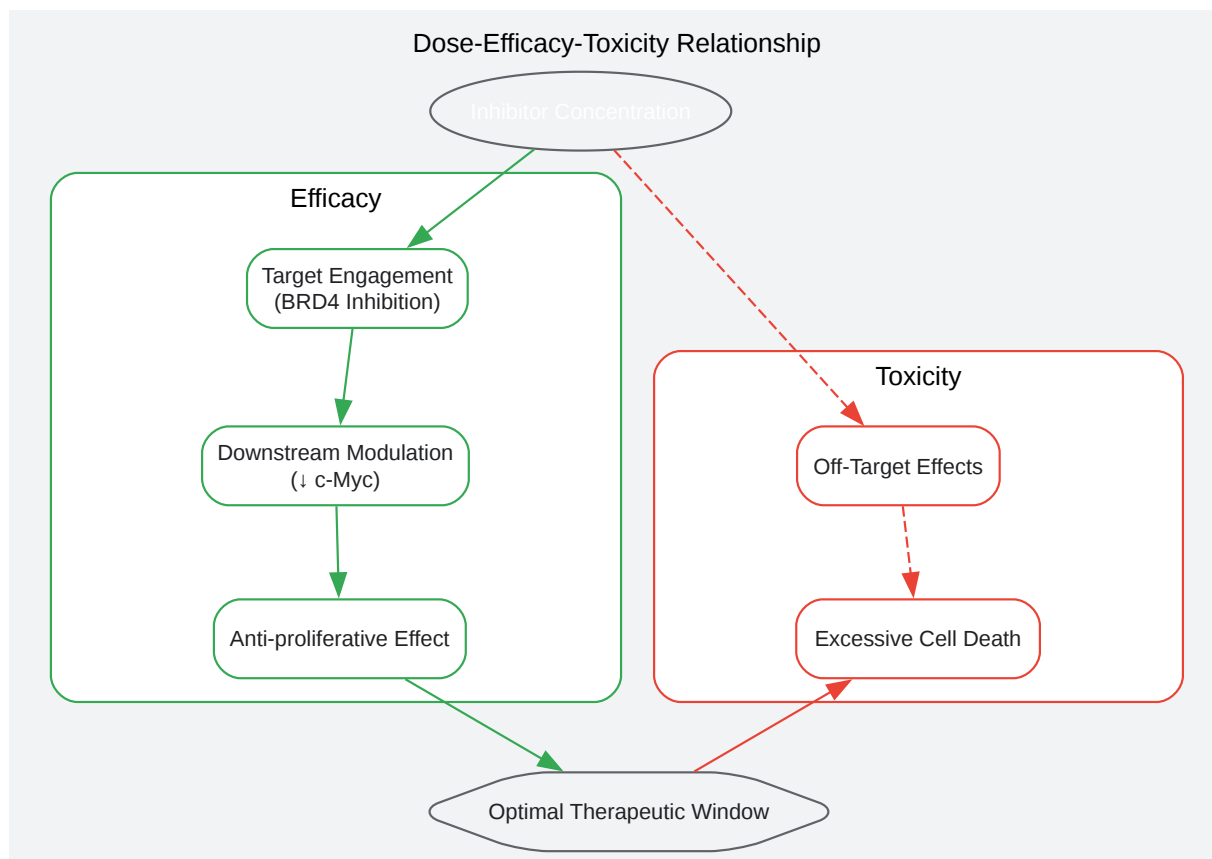 Dose-Efficacy-Toxicity Relationship
Inhibitor Concentration
Efficacy
Target Engagement
(BRD4 Inhibition)
Downstream Modulation
(↓ c-Myc)
Anti-proliferative Effect
Toxicity
Off-Target Effects
Excessive Cell Death
Optimal Therapeutic Window